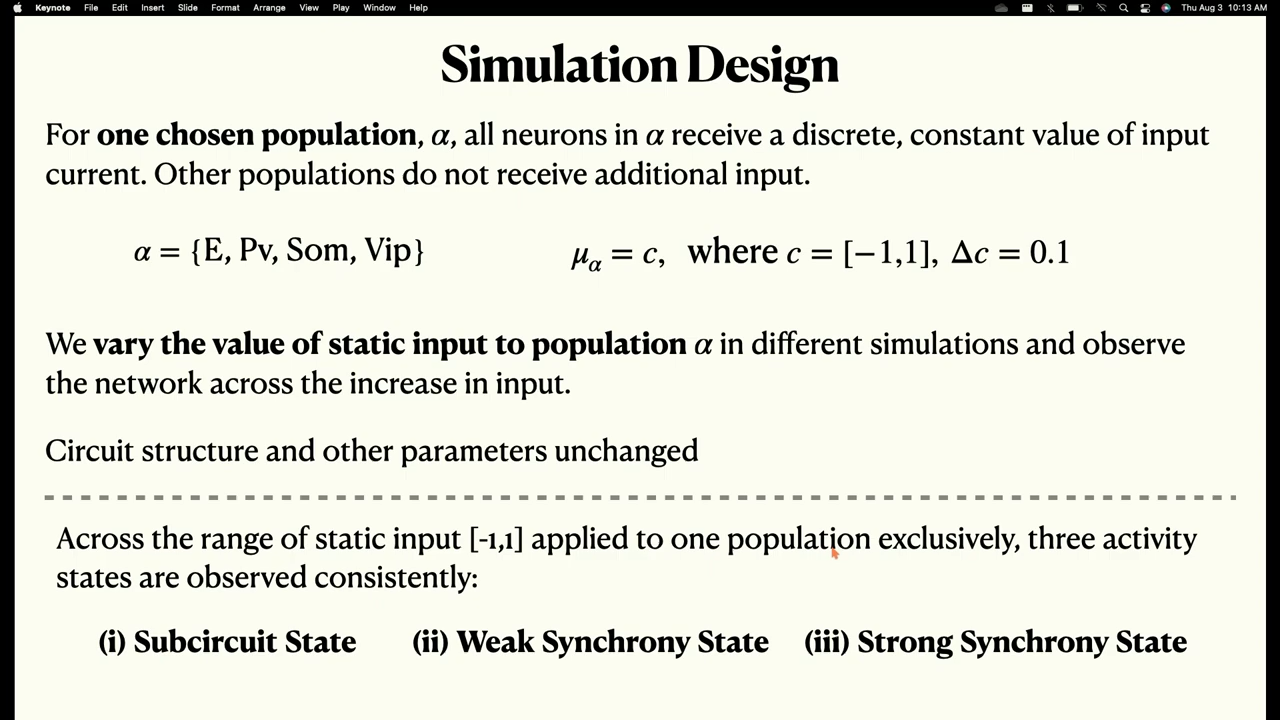 Keynote File Edit Insert Slide Format Arrange View Play Window Help Thu Aug 3 10:13 AM
Simulation Design
For one chosen population, α, all neurons in α receive a discrete, constant value of input
current. Other populations do not receive additional input.
α = {E, Pv, Som, Vip} μα = c, where c = [−1,1], Δc = 0.1
We vary the value of static input to population α in different simulations and observe
the network across the increase in input.
Circuit structure and other parameters unchanged
Across the range of static input [-1,1] applied to one population exclusively, three activity
states are observed consistently:
(i) Subcircuit State (ii) Weak Synchrony State (iii) Strong Synchrony State